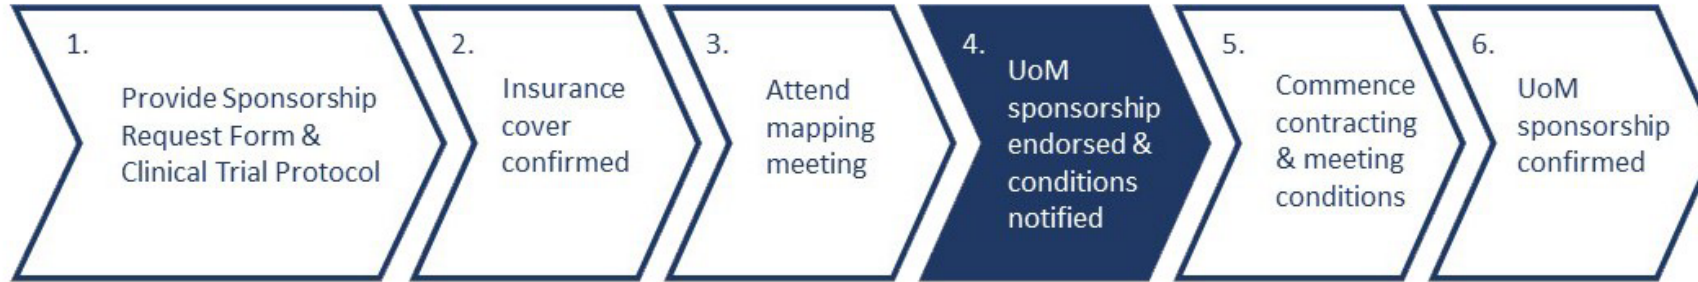 1.
Provide Sponsorship
Request Form &
Clinical Trial Protocol
2.
Insurance
cover
confirmed
3.
Attend
mapping
meeting
4.
UoM
sponsorship
endorsed &
conditions
notified
5.
Commence
contracting
& meeting
conditions
6.
UoM
sponsorship
confirmed